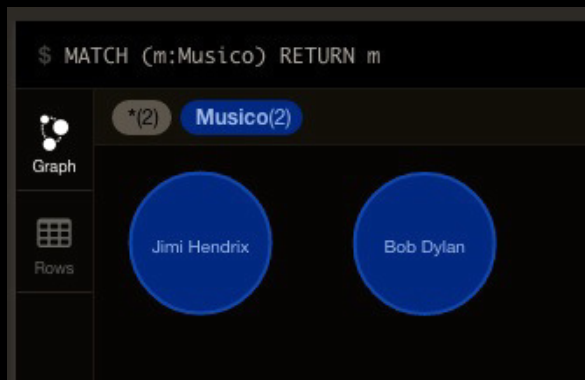 $ MATCH (m:Musico) RETURN m
*(2) Musico(2)
Graph
Jimi Hendrix Bob Dylan
Rows